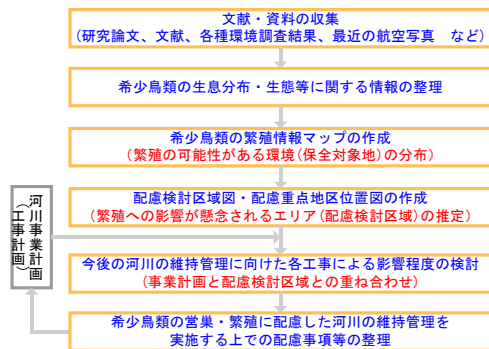 文献・資料の収集
(研究論文、文献、各種環境調査結果、最近の航空写真　など)
希少鳥類の生息分布・生態等に関する情報の整理
希少鳥類の繁殖情報マップの作成
(繁殖の可能性がある環境(保全対象地)の分布)
配慮検討区域図・配慮重点地区位置図の作成
(繁殖への影響が懸念されるエリア(配慮検討区域)の推定)
河川事業計画
(工事計画)
今後の河川の維持管理に向けた各工事による影響程度の検討
(事業計画と配慮検討区域との重ね合わせ)
希少鳥類の営巣・繁殖に配慮した河川の維持管理を
実施する上での配慮事項等の整理